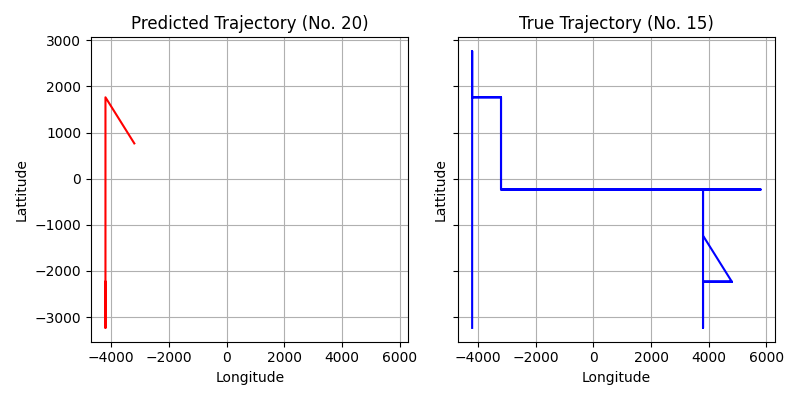 Predicted Trajectory (No. 20)
True Trajectory (No. 15)
3000
2000
1000
0
−1000
−2000
−3000
Lattitude
Lattitude
−4000 −2000 0 2000 4000 6000
−4000 −2000 0 2000 4000 6000
Longitude
Longitude